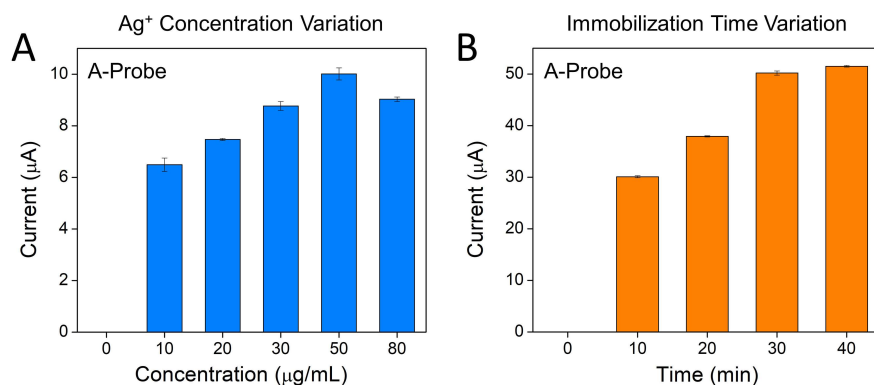 A
Ag⁺ Concentration Variation
A-Probe
Current (μA)
10
8
6
4
2
0
0 10 20 30 50 80
Concentration (μg/mL)
B
Immobilization Time Variation
A-Probe
Current (μA)
50
40
30
20
10
0
0 10 20 30 40
Time (min)